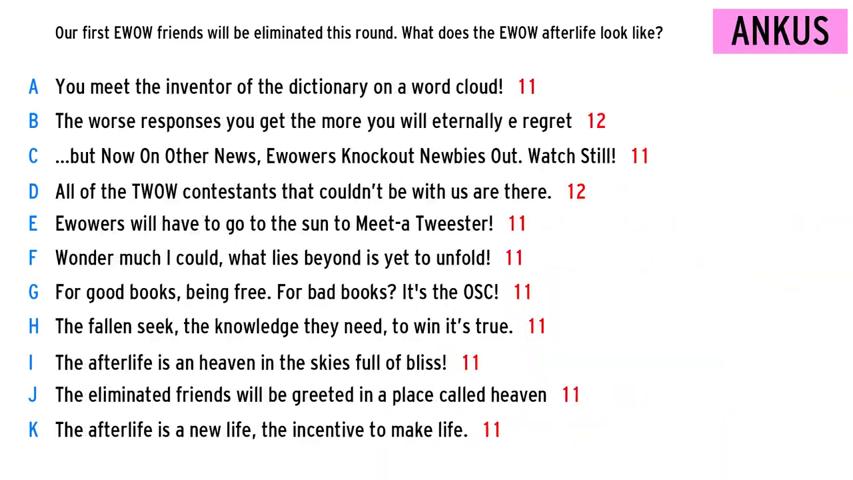 Our first EWOW friends will be eliminated this round. What does the EWOW afterlife look like?
ANKUS
A You meet the inventor of the dictionary on a word cloud! 11
B The worse responses you get the more you will eternally e regret 12
C ...but Now On Other News, Ewowers Knockout Newbies Out. Watch Still! 11
D All of the TWOW contestants that couldn't be with us are there. 12
E Ewowers will have to go to the sun to Meet-a Tweester! 11
F Wonder much I could, what lies beyond is yet to unfold! 11
G For good books, being free. For bad books? It's the OSC! 11
H The fallen seek, the knowledge they need, to win it's true. 11
I The afterlife is an heaven in the skies full of bliss! 11
J The eliminated friends will be greeted in a place called heaven 11
K The afterlife is a new life, the incentive to make life. 11